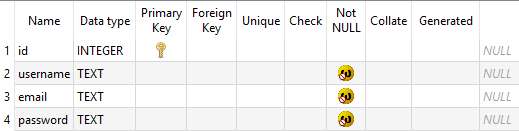 Name Data type Primary Key Foreign Key Unique Check Not NULL Collate Generated
1 id INTEGER NULL
2 username TEXT NULL
3 email TEXT NULL
4 password TEXT NULL